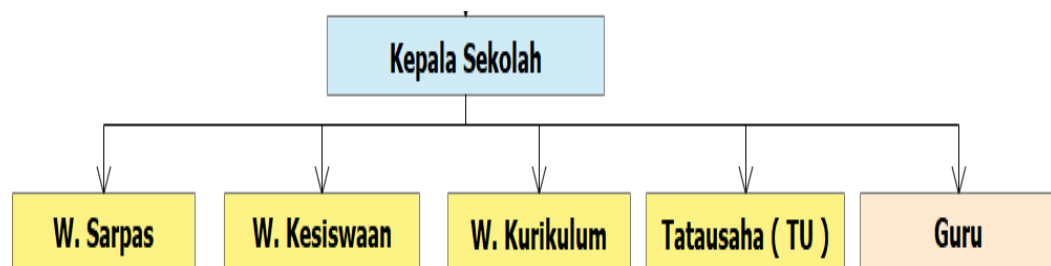 Kepala Sekolah
W. Sarpas
W. Kesiswaan
W. Kurikulum
Tatausaha ( TU )
Guru